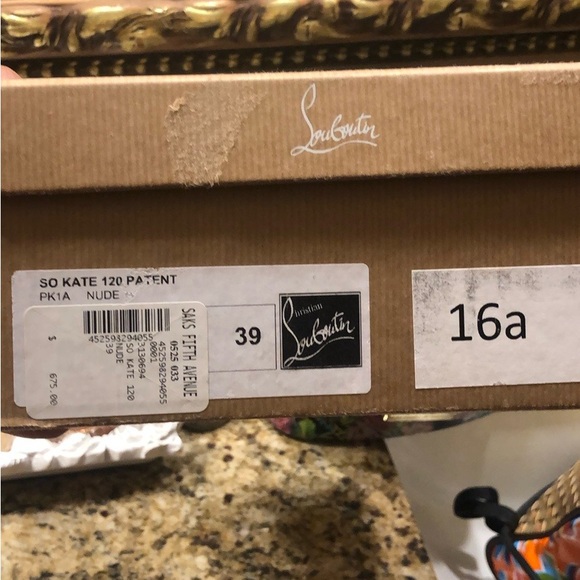 Louboutin
SO KATE 120 PATENT
PK1A NUDE
39
Christian
Louboutin
16a
SAKS FIFTH AVENUE
0525 033
452598294055
0001
3130694
SO KATE 120
NUDE
39
452598294055
$ 675.00